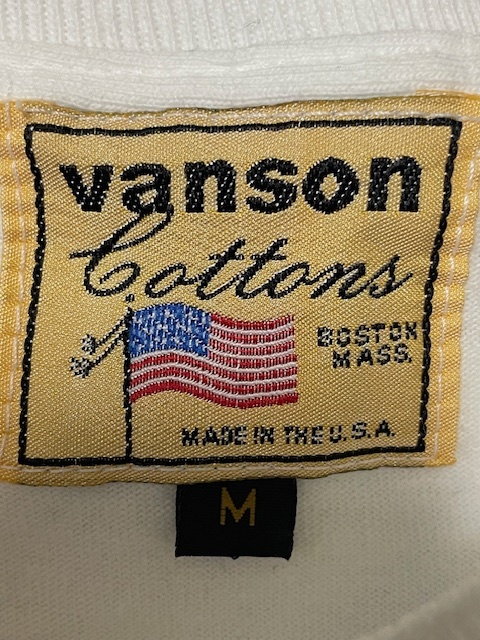 vanson
Cottons
BOSTON
MASS.
MADE IN THE U.S.A.
M